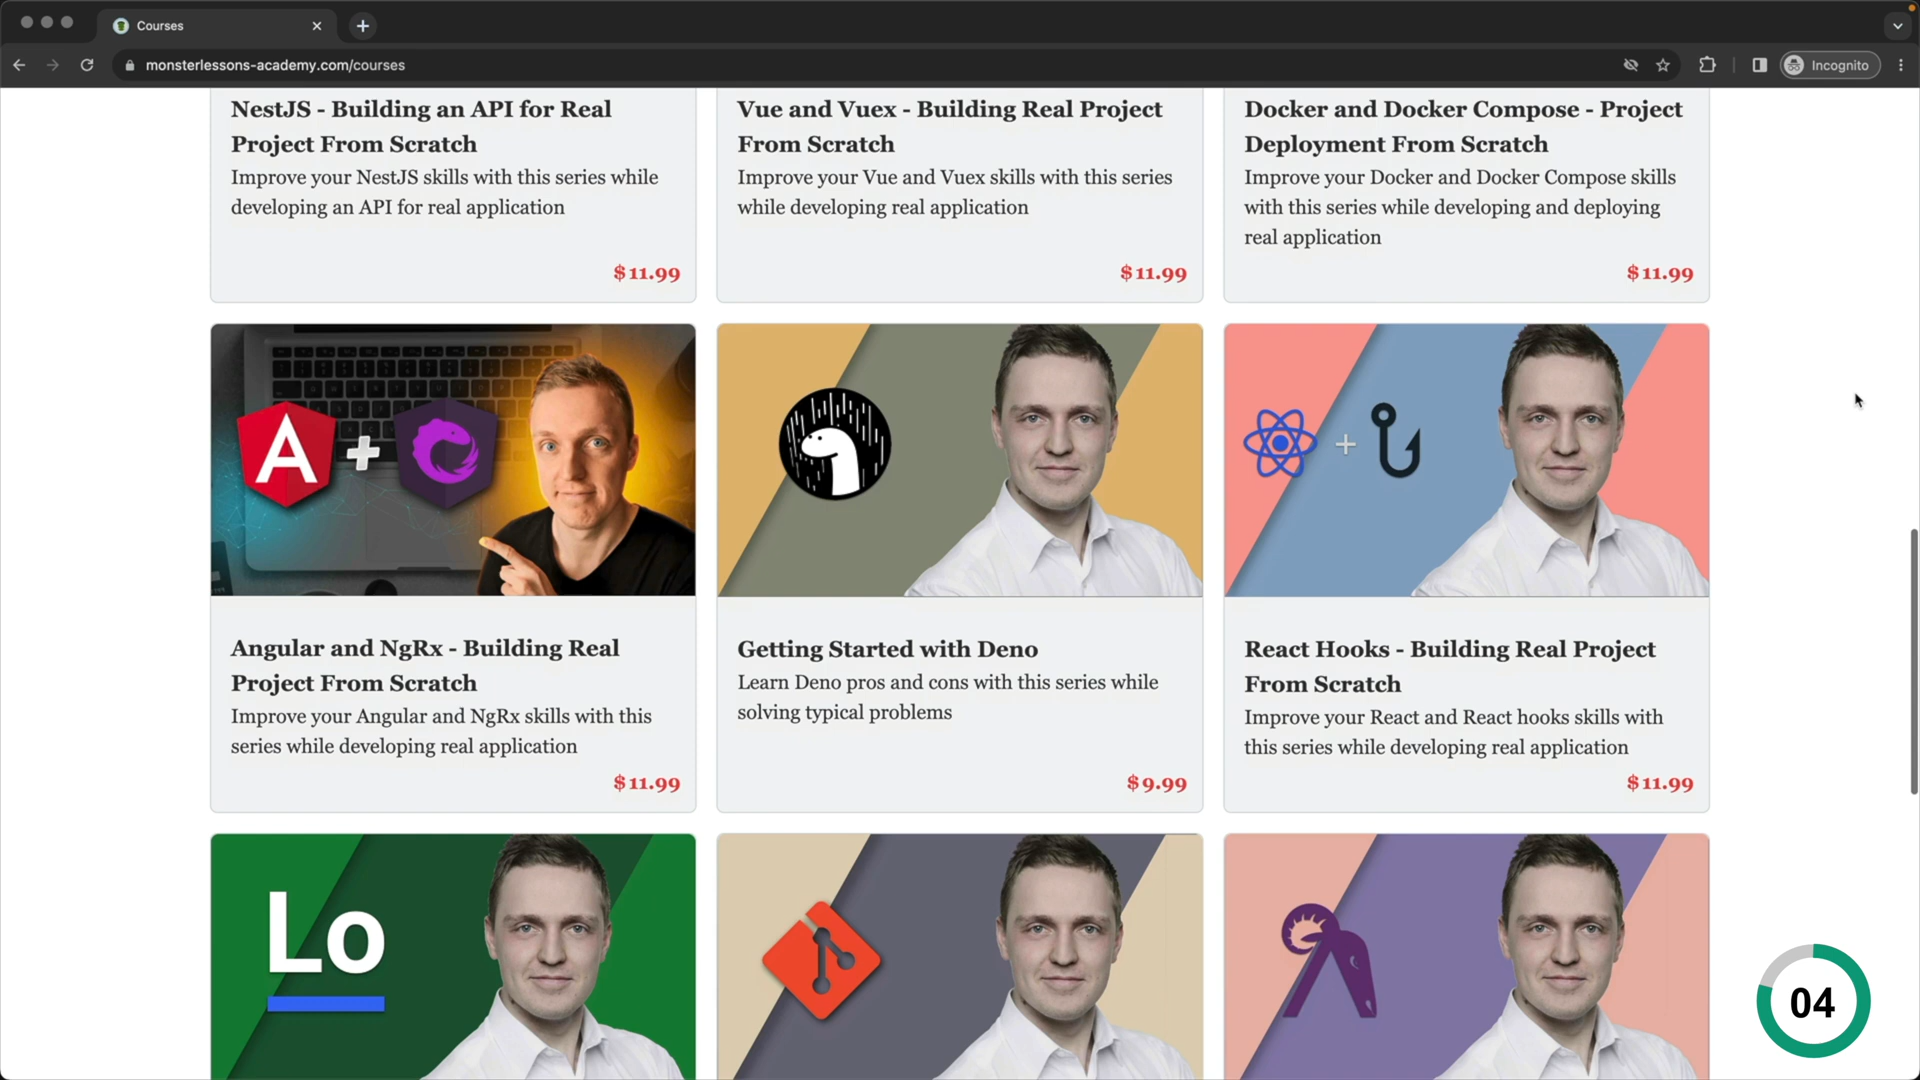 Courses
monsterlessons-academy.com/courses
Incognito
NestJS - Building an API for Real
Project From Scratch
Improve your NestJS skills with this series while
developing an API for real application
$11.99
Vue and Vuex - Building Real Project
From Scratch
Improve your Vue and Vuex skills with this series
while developing real application
$11.99
Docker and Docker Compose - Project
Deployment From Scratch
Improve your Docker and Docker Compose skills
with this series while developing and deploying
real application
$11.99
A
Angular and NgRx - Building Real
Project From Scratch
Improve your Angular and NgRx skills with this
series while developing real application
$11.99
Getting Started with Deno
Learn Deno pros and cons with this series while
solving typical problems
$9.99
+
React Hooks - Building Real Project
From Scratch
Improve your React and React hooks skills with
this series while developing real application
$11.99
Lo
04